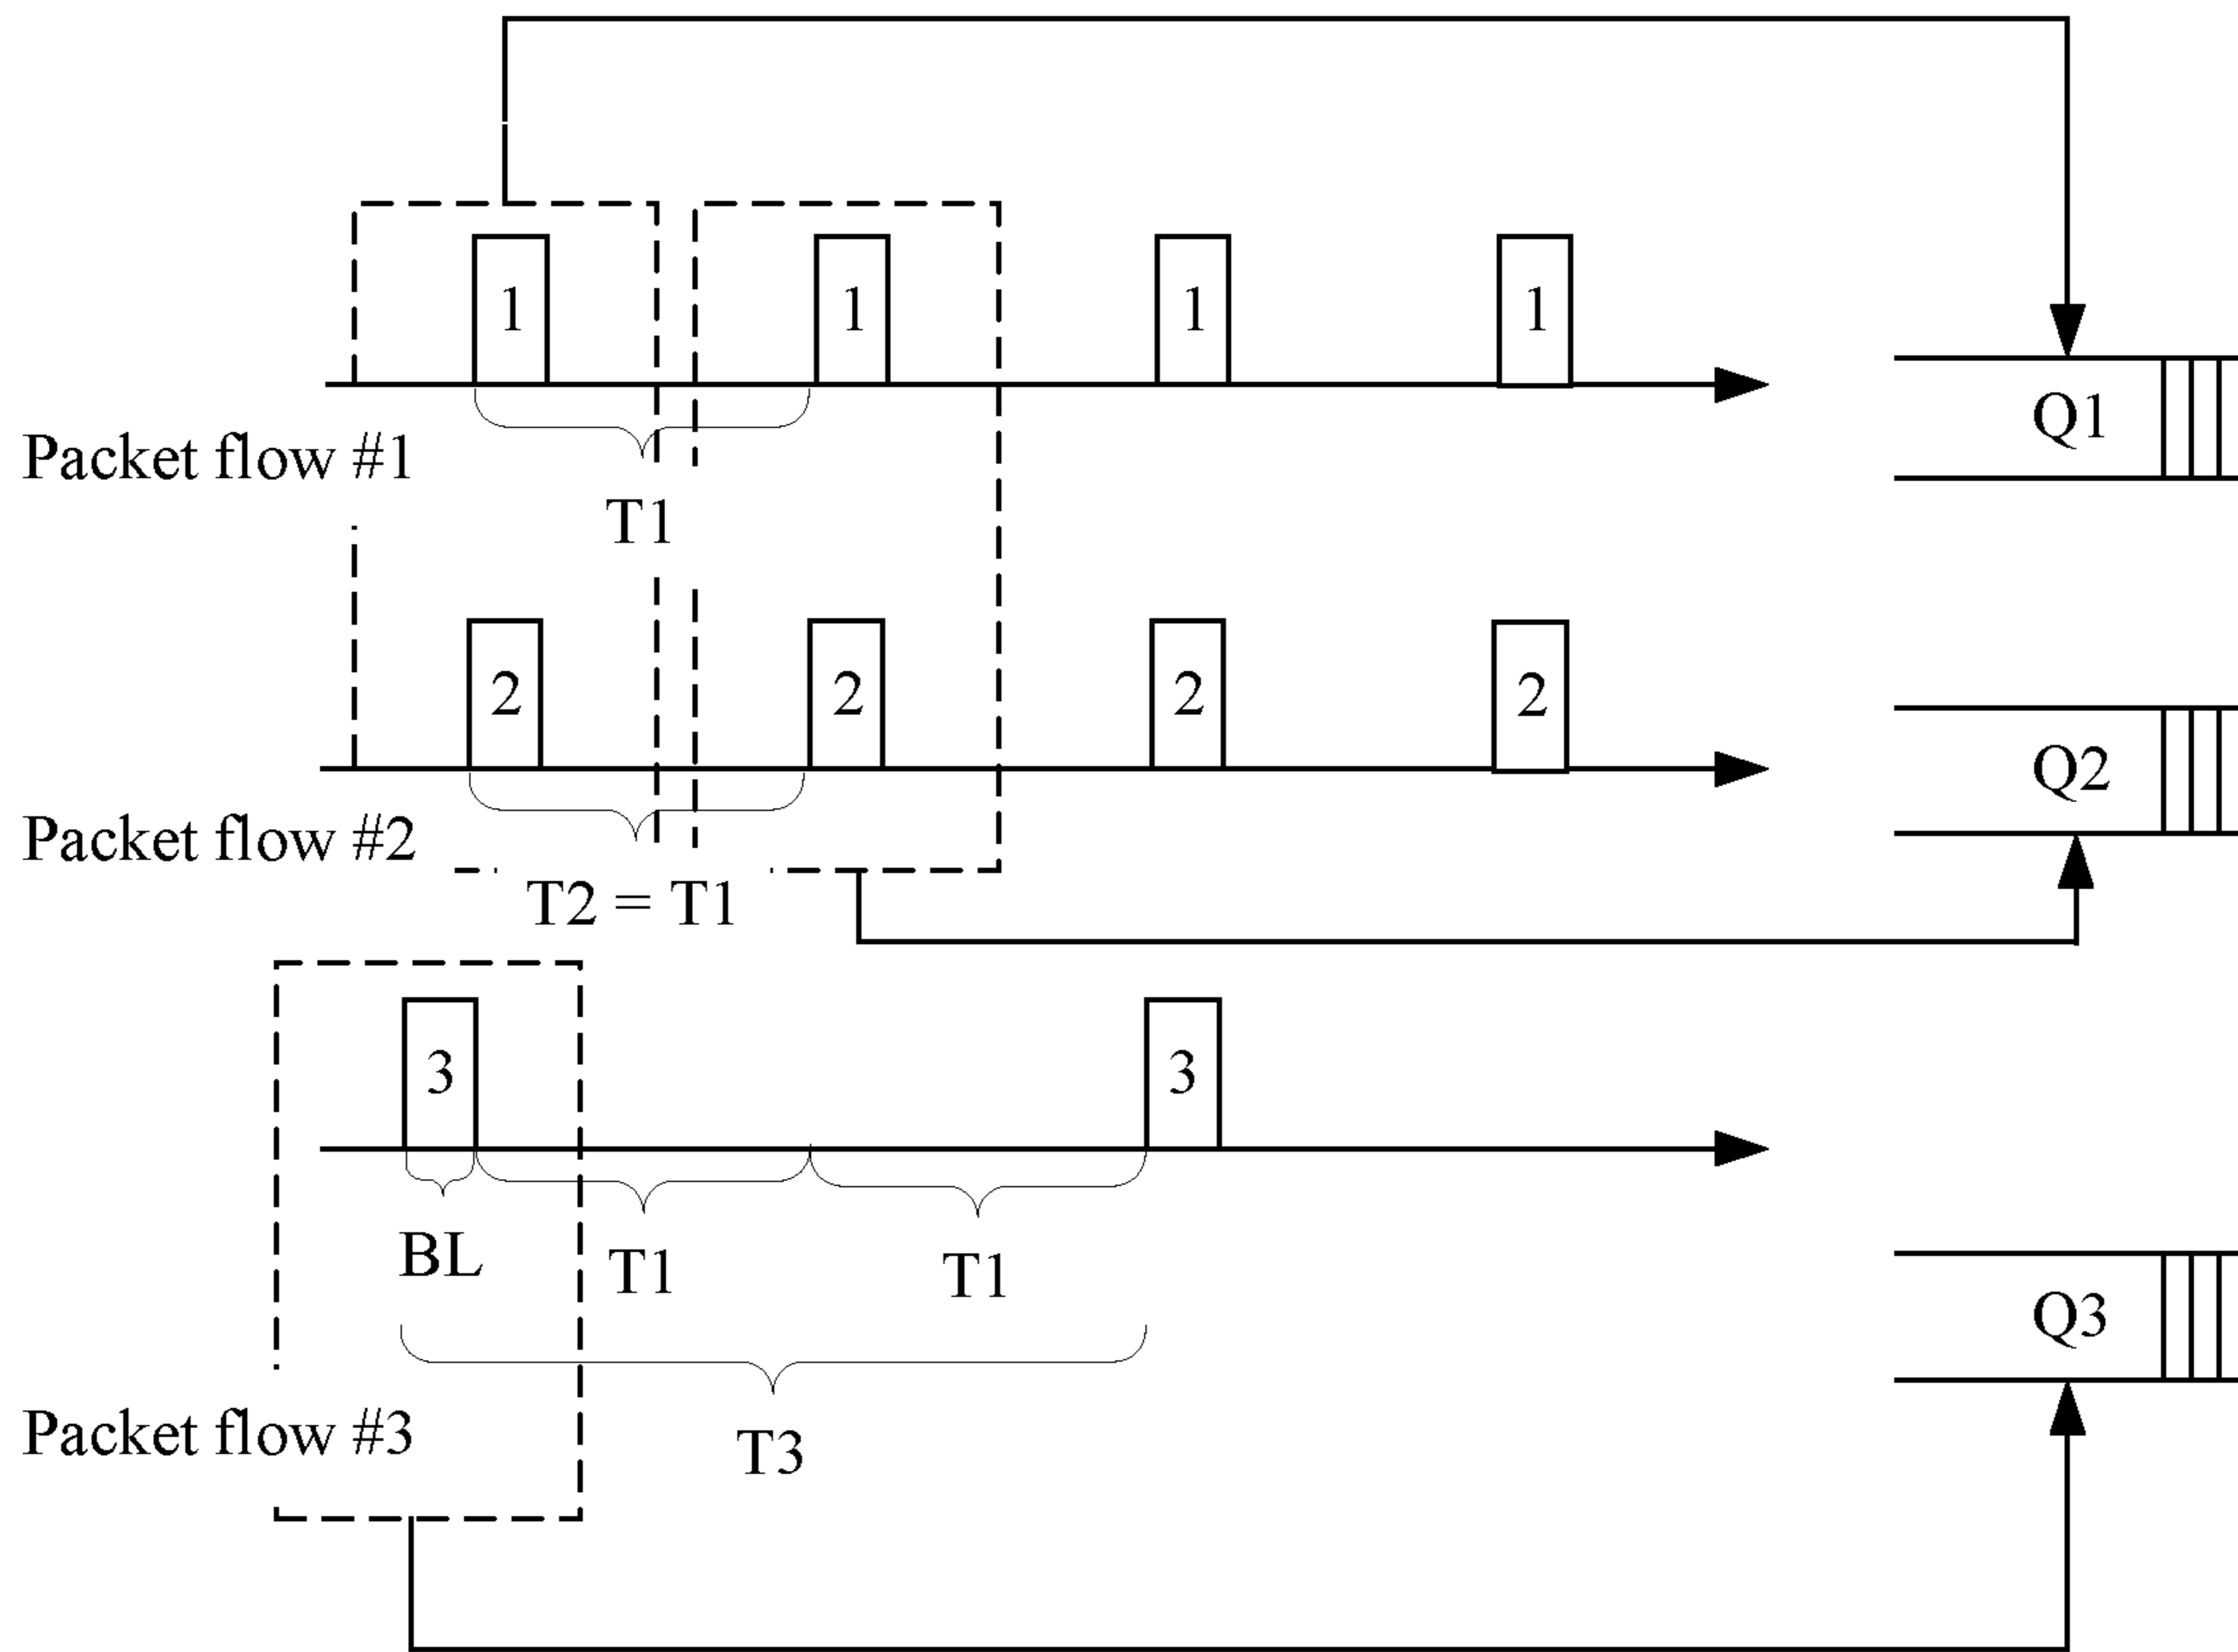 1 1 1 1
Q1
Packet flow #1
T1
2 2 2 2
Q2
Packet flow #2
T2 = T1
3 3
BL T1 T1
Q3
Packet flow #3
T3